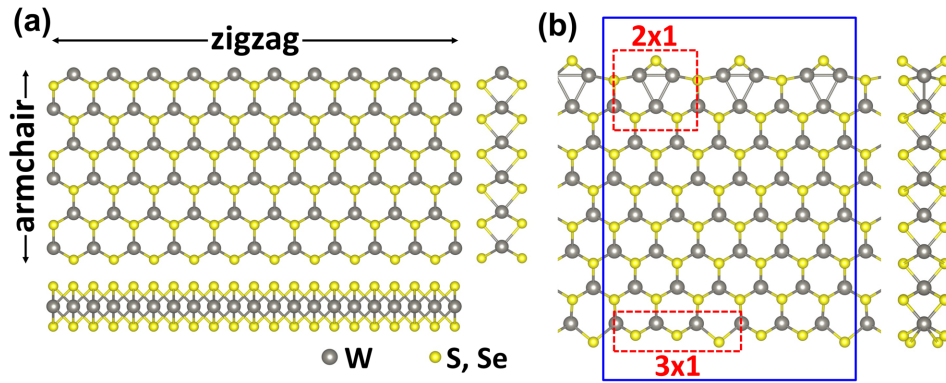 (a)
zigzag
armchair
W
S, Se
(b)
2x1
3x1